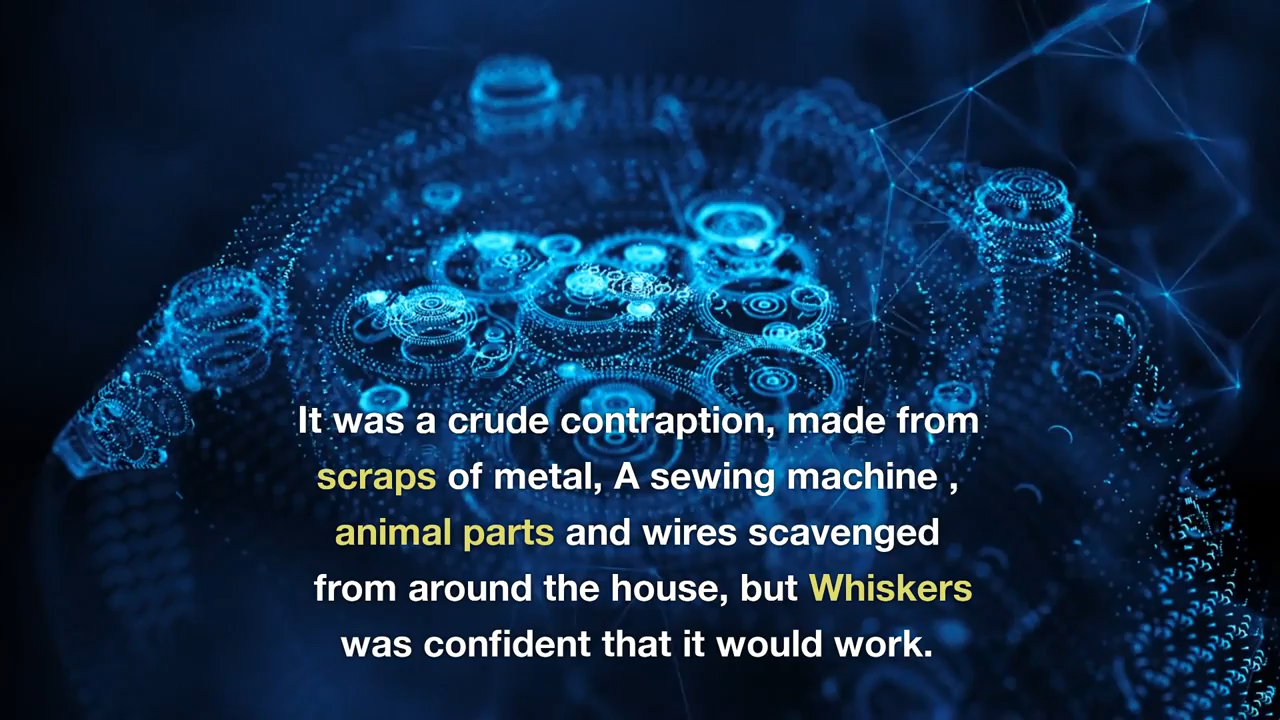 It was a crude contraption, made from
scraps of metal, A sewing machine ,
animal parts and wires scavenged
from around the house, but Whiskers
was confident that it would work.